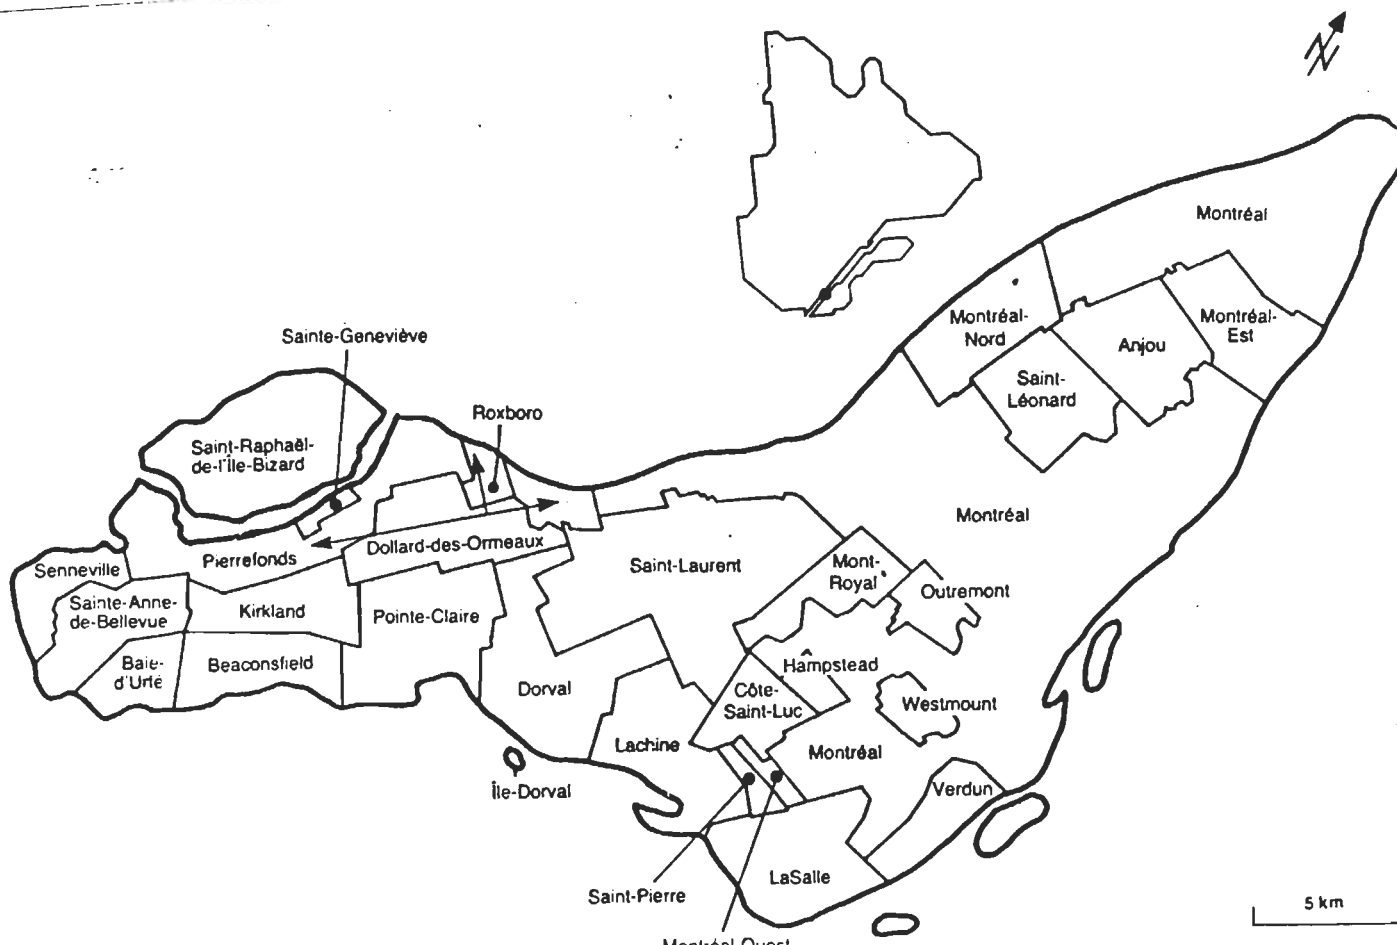 N
Montréal
Montréal-
Nord
Montréal-
Est
Anjou
Sainte-Geneviève
Saint-
Léonard
Roxboro
Saint-Raphaël-
de-l'Île-Bizard
Montréal
Dollard-des-Ormeaux
Pierrefonds
Senneville
Saint-Laurent
Mont-
Royal
Outremont
Sainte-Anne-
de-Bellevue
Kirkland
Pointe-Claire
Baie-
d'Urfé
Beaconsfield
Hampstead
Dorval
Côte-
Saint-Luc
Westmount
Lachine
Montréal
Île-Dorval
Verdun
LaSalle
Saint-Pierre
5 km
Montréal-Ouest